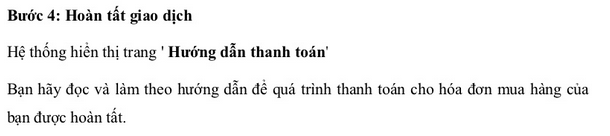 Bước 4: Hoàn tất giao dịch
Hệ thống hiển thị trang ' Hướng dẫn thanh toán'
Bạn hãy đọc và làm theo hướng dẫn để quá trình thanh toán cho hóa đơn mua hàng của
bạn được hoàn tất.